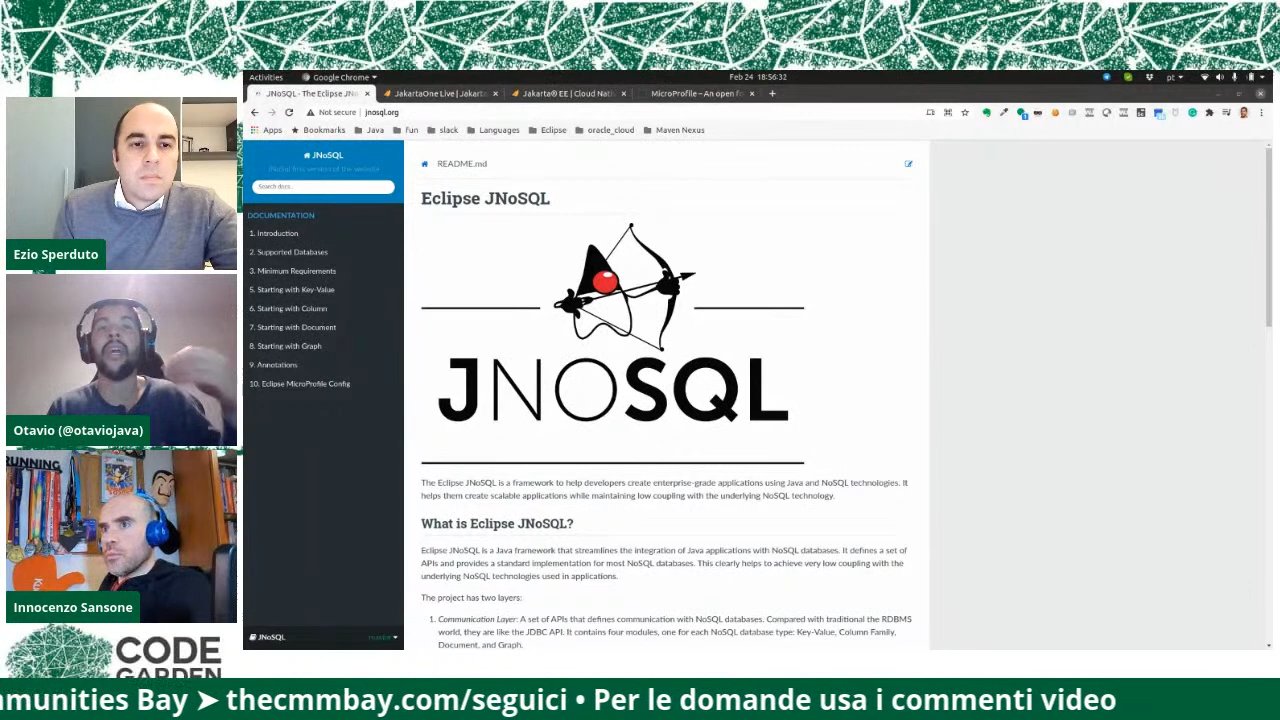 Activities
Google Chrome
Feb 24 18:56:32
pt
JNoSQL - The Eclipse JNo
JakartaOne Live | Jakarta
Jakarta® EE | Cloud Nati
MicroProfile – An open fr
Not secure | jnosql.org
Apps
Bookmarks
Java
fun
slack
Languages
Eclipse
oracle_cloud
Maven Nexus
JNoSQL
Search docs..
DOCUMENTATION
1. Introduction
2. Supported Databases
3. Minimum Requirements
5. Starting with Key-Value
6. Starting with Column
7. Starting with Document
8. Starting with Graph
9. Annotations
10. Eclipse MicroProfile Config
JNoSQL
README.md
Eclipse JNoSQL
JNOSQL
The Eclipse JNoSQL is a framework to help developers create enterprise-grade applications using Java and NoSQL technologies. It
helps them create scalable applications while maintaining low coupling with the underlying NoSQL technology.
What is Eclipse JNoSQL?
Eclipse JNoSQL is a Java framework that streamlines the integration of Java applications with NoSQL databases. It defines a set of
APIs and provides a standard implementation for most NoSQL databases. This clearly helps to achieve very low coupling with the
underlying NoSQL technologies used in applications.
The project has two layers:
1. Communication Layer: A set of APIs that defines communication with NoSQL databases. Compared with traditional the RDBMS
world, they are like the JDBC API. It contains four modules, one for each NoSQL database type: Key-Value, Column Family,
Document, and Graph.
Ezio Sperduto
Otavio (@otaviojava)
RUNNING
Innocenzo Sansone
CODE
GARDEN
mmunities Bay ➤ thecmmbay.com/seguici • Per le domande usa i commenti video